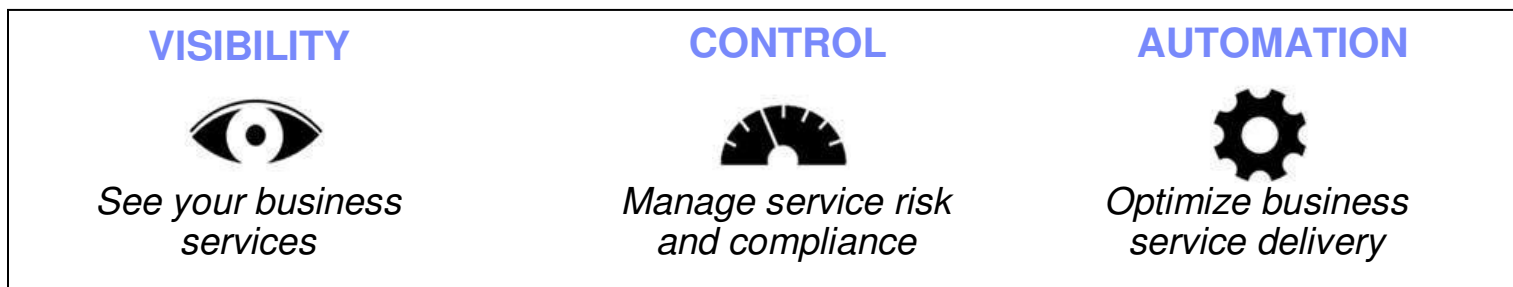 VISIBILITY
See your business
services
CONTROL
Manage service risk
and compliance
AUTOMATION
Optimize business
service delivery